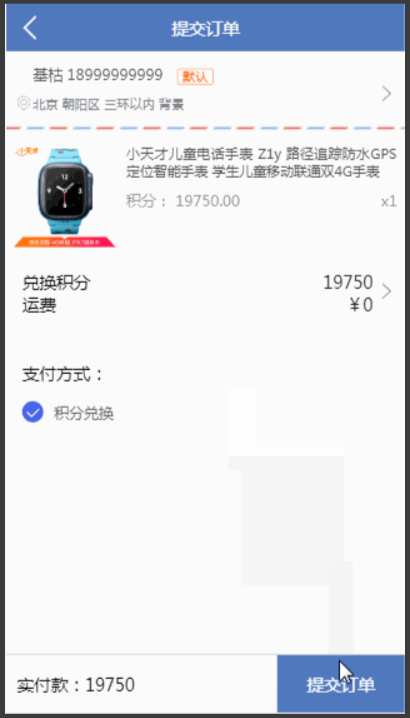 提交订单
基枯 18999999999 默认
北京 朝阳区 三环以内 背景
小天才
小天才儿童电话手表 Z1y 路径追踪防水GPS
定位智能手表 学生儿童移动联通双4G手表
积分： 19750.00 x1
兑换积分 19750
运费 ￥0
支付方式：
积分兑换
实付款：19750 提交订单